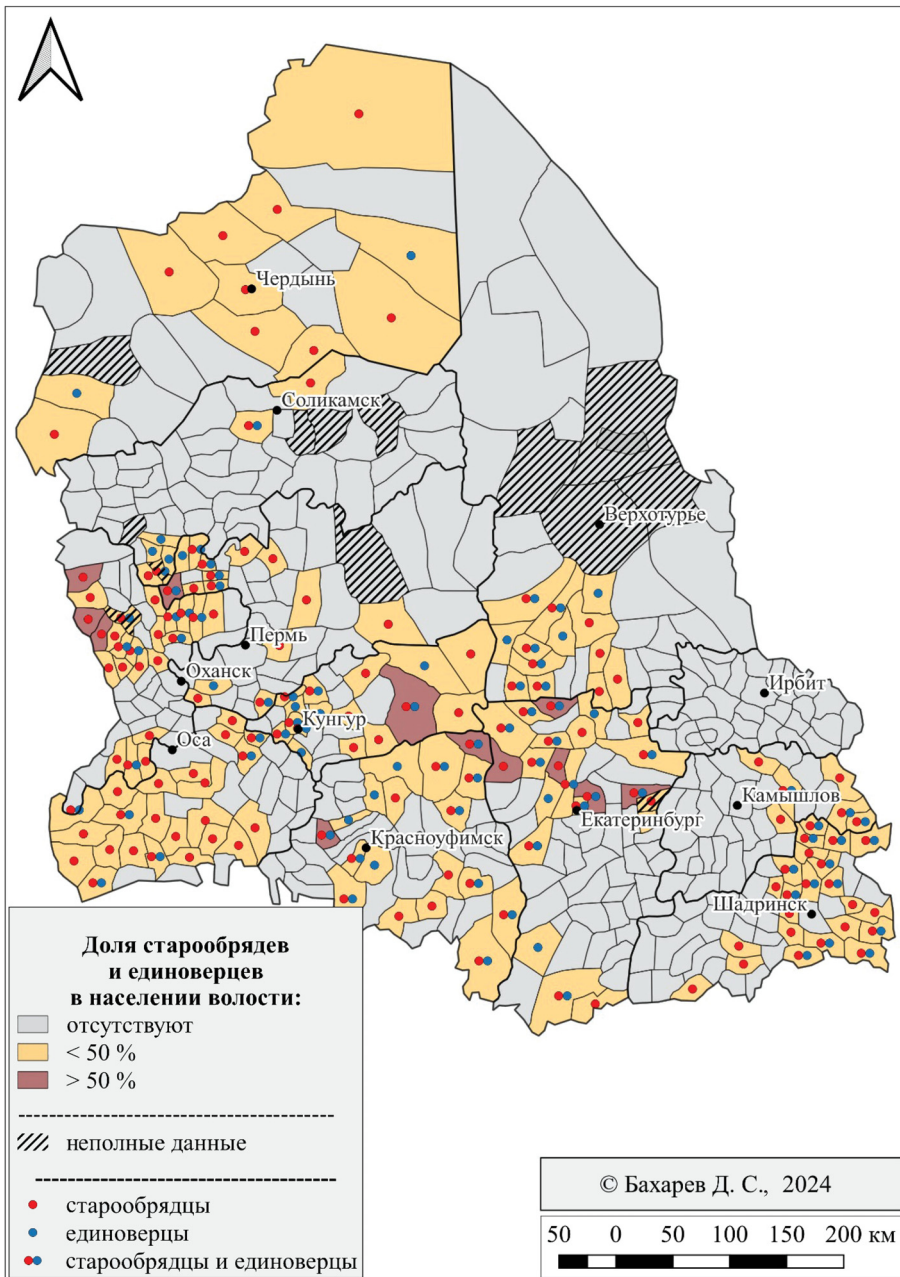 Чердынь
Соликамск
Верхотурье
Пермь
Оханск
Ирбит
Кунгур
Оса
Камышлов
Екатеринбург
Красноуфимск
Шадринск
Доля старообрядев
и единоверцев
в населении волости:
отсутствуют
< 50 %
> 50 %
неполные данные
старообрядцы
единоверцы
старообрядцы и единоверцы
© Бахарев Д. С., 2024
50 0 50 100 150 200 км